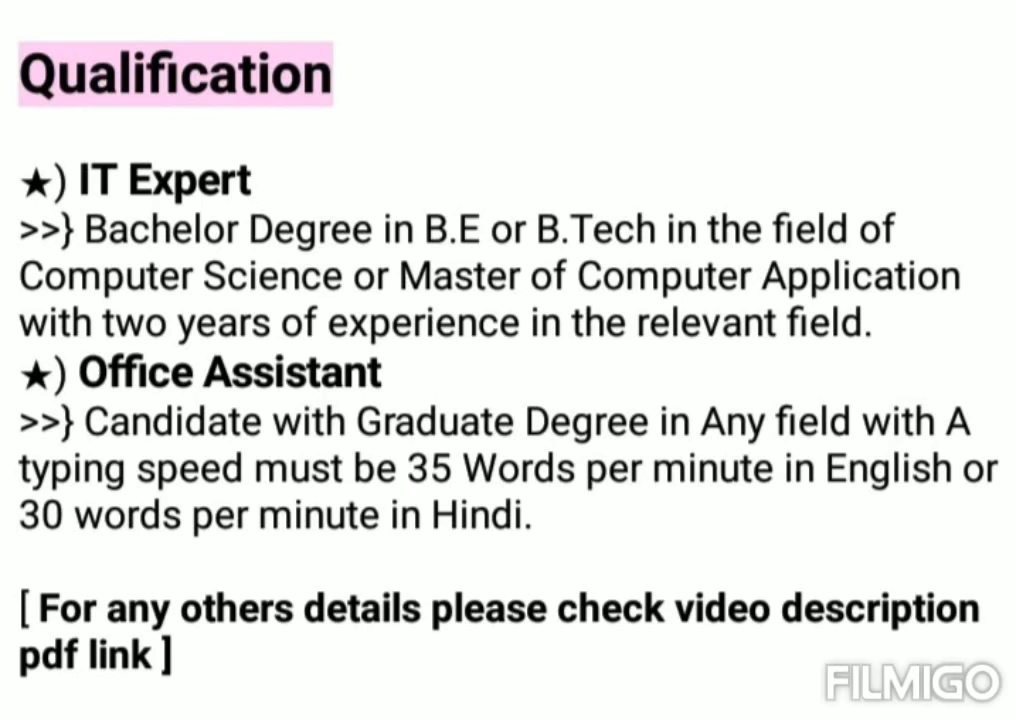 Qualification
★) IT Expert
>>} Bachelor Degree in B.E or B.Tech in the field of
Computer Science or Master of Computer Application
with two years of experience in the relevant field.
★) Office Assistant
>>} Candidate with Graduate Degree in Any field with A
typing speed must be 35 Words per minute in English or
30 words per minute in Hindi.
[ For any others details please check video description
pdf link ]
FILMIGO